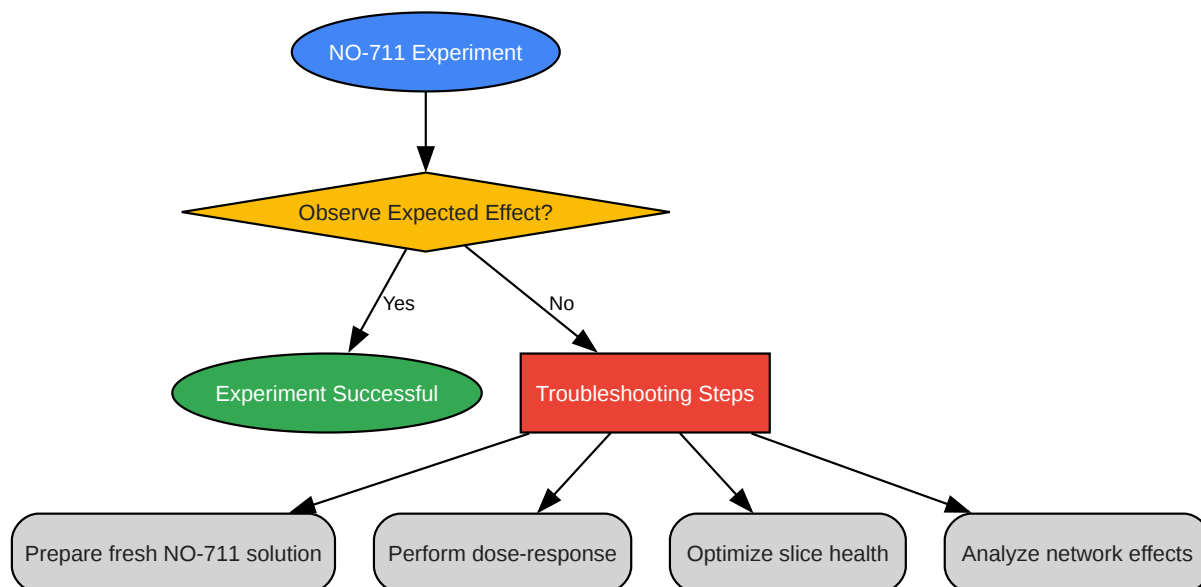 NO-711 Experiment
Observe Expected Effect?
Yes
No
Experiment Successful
Troubleshooting Steps
Prepare fresh NO-711 solution
Perform dose-response
Optimize slice health
Analyze network effects